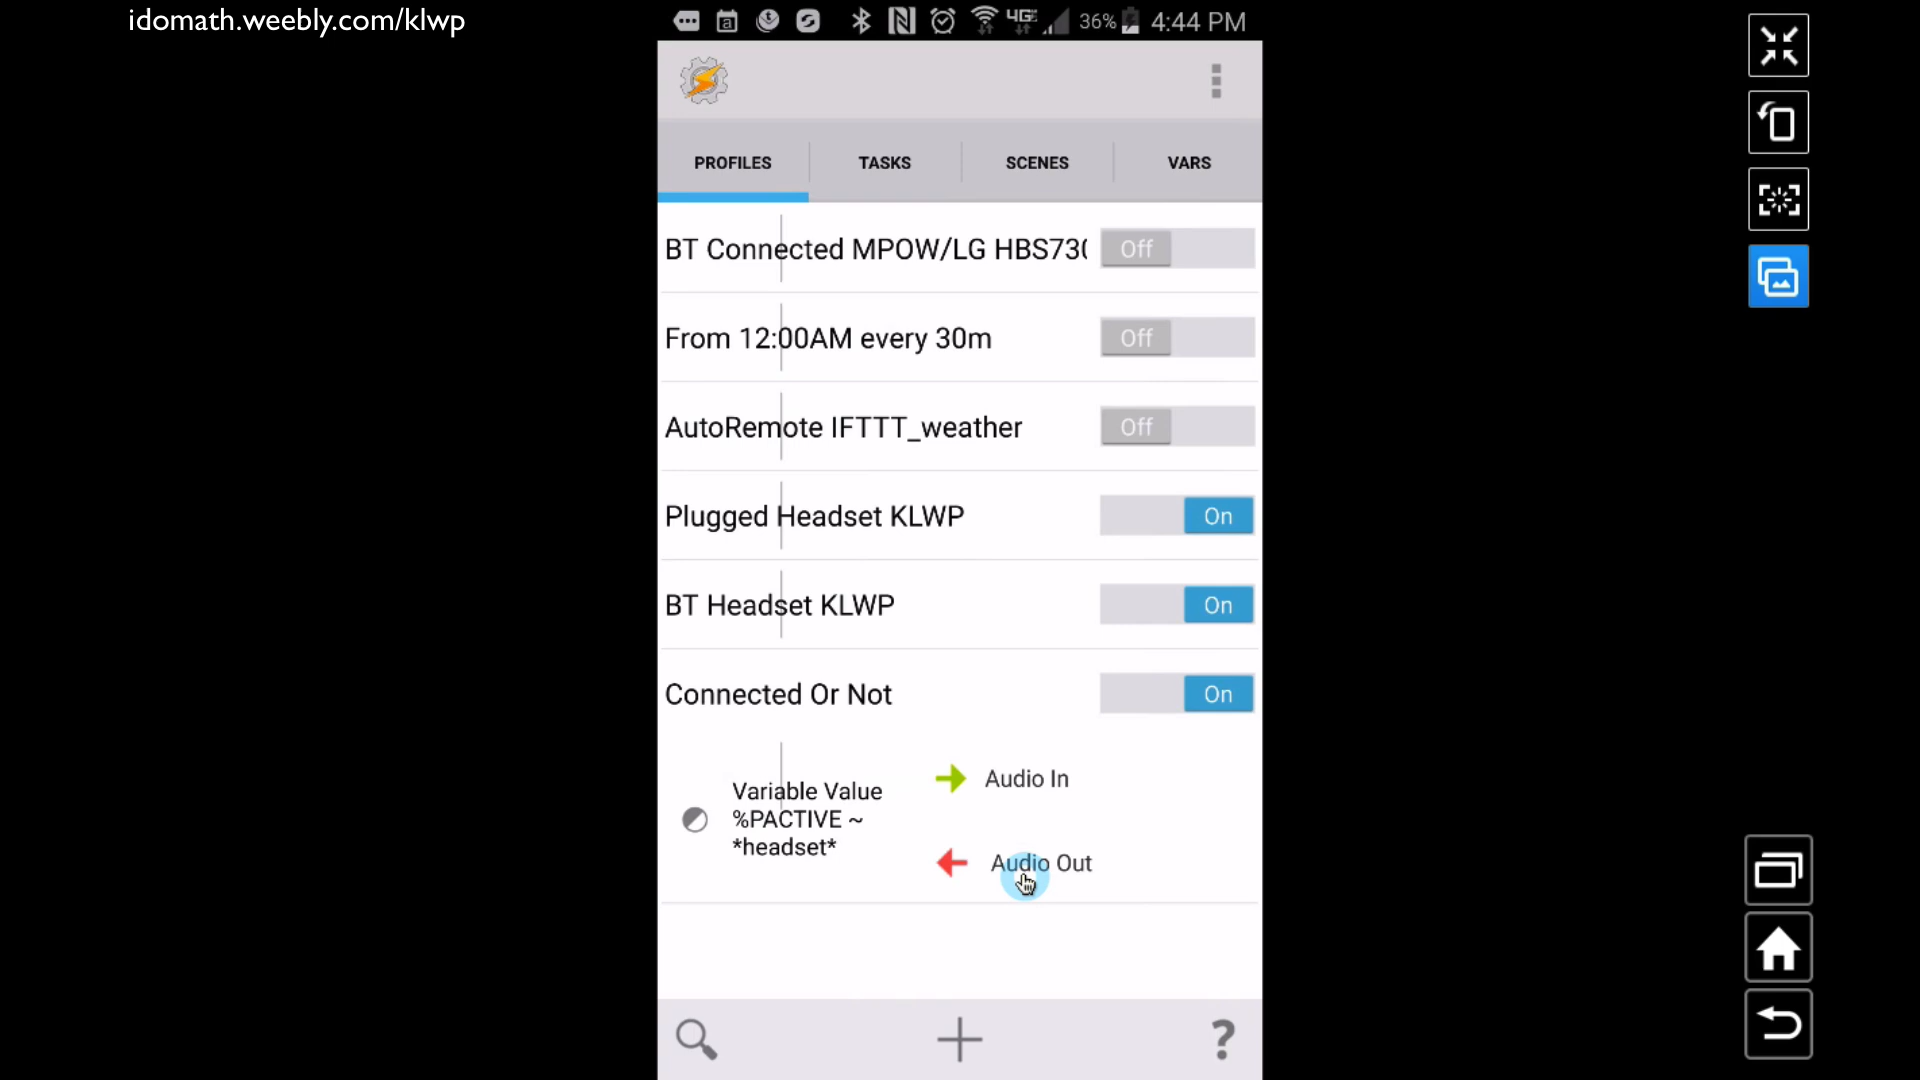 idomath.weebly.com/klwp
4G 36% 4:44 PM
PROFILES TASKS SCENES VARS
BT Connected MPOW/LG HBS730 Off
From 12:00AM every 30m Off
AutoRemote IFTTT_weather Off
Plugged Headset KLWP On
BT Headset KLWP On
Connected Or Not On
Variable Value
%PACTIVE ~
*headset*
Audio In
Audio Out
?